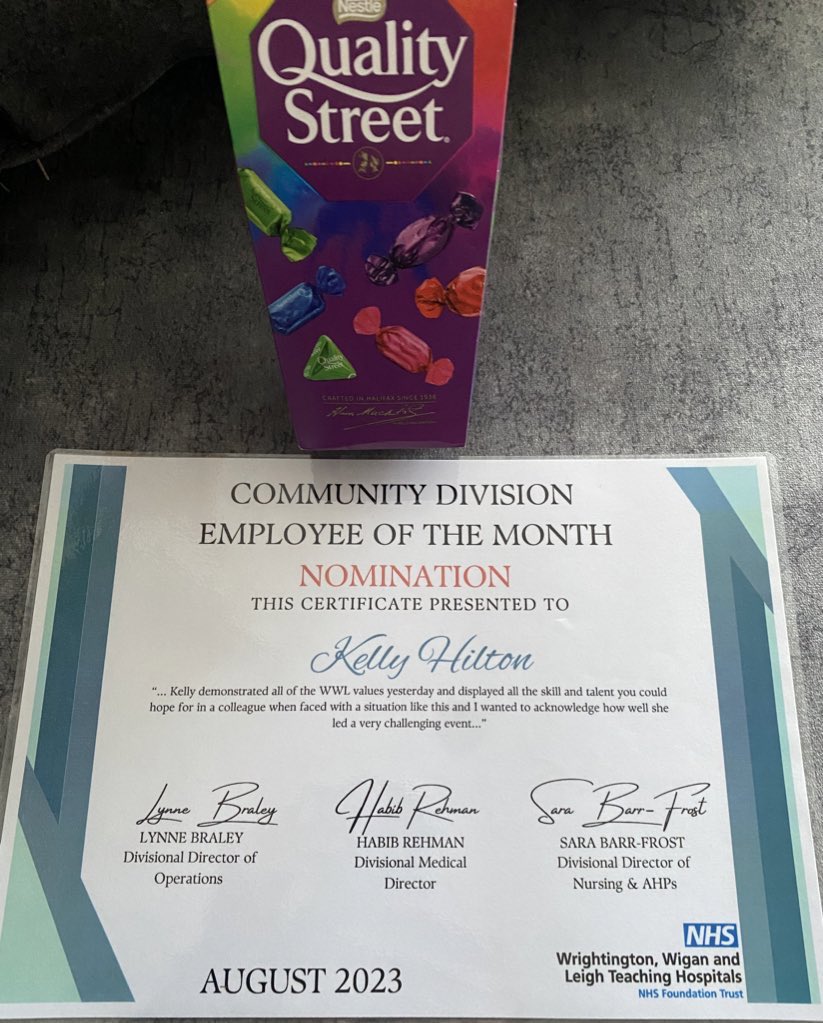 Nestlé
Quality
Street
Quality
Street
CRAFTED IN HALIFAX SINCE 1936
COMMUNITY DIVISION
EMPLOYEE OF THE MONTH
NOMINATION
THIS CERTIFICATE PRESENTED TO
Kelly Hilton
“... Kelly demonstrated all of the WWL values yesterday and displayed all the skill and talent you could
hope for in a colleague when faced with a situation like this and I wanted to acknowledge how well she
led a very challenging event...”
Lynne Braley Habib Rehman Sara Barr-Frost
LYNNE BRALEY HABIB REHMAN SARA BARR-FROST
Divisional Director of Divisional Medical Divisional Director of
Operations Director Nursing & AHPs
NHS
Wrightington, Wigan and
Leigh Teaching Hospitals
NHS Foundation Trust
AUGUST 2023